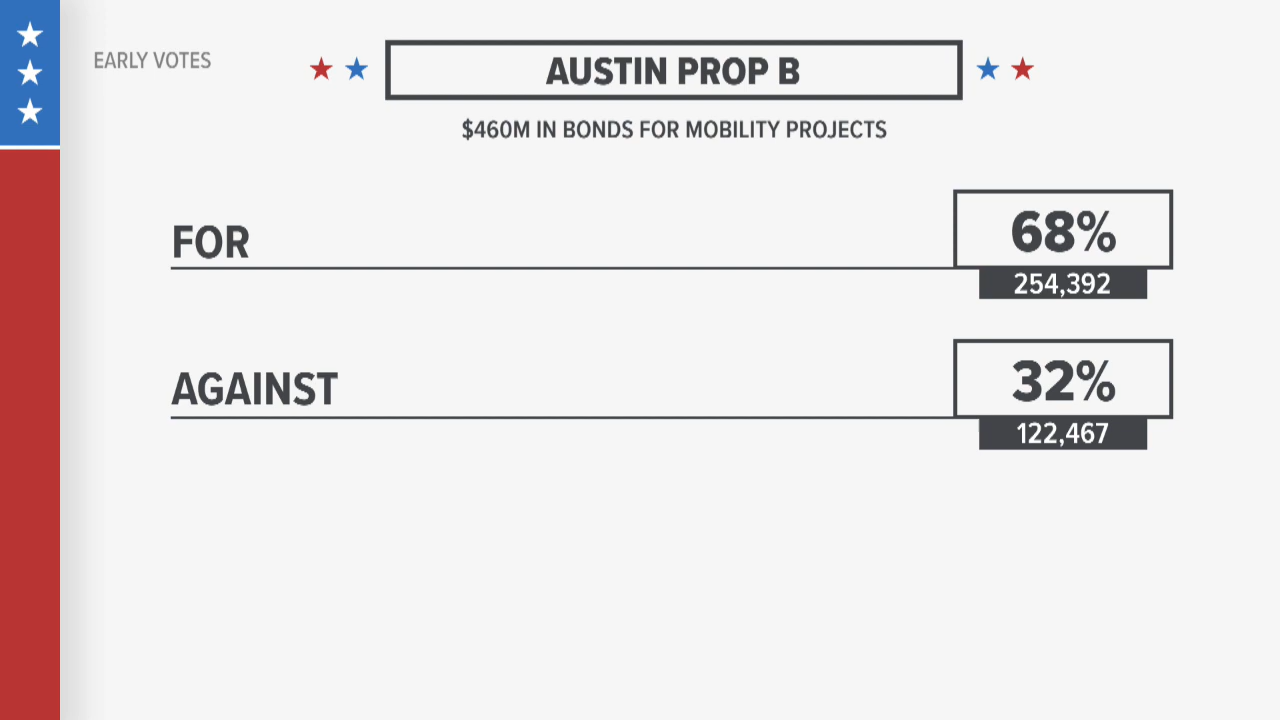 EARLY VOTES
AUSTIN PROP B
$460M IN BONDS FOR MOBILITY PROJECTS
FOR
68%
254,392
AGAINST
32%
122,467